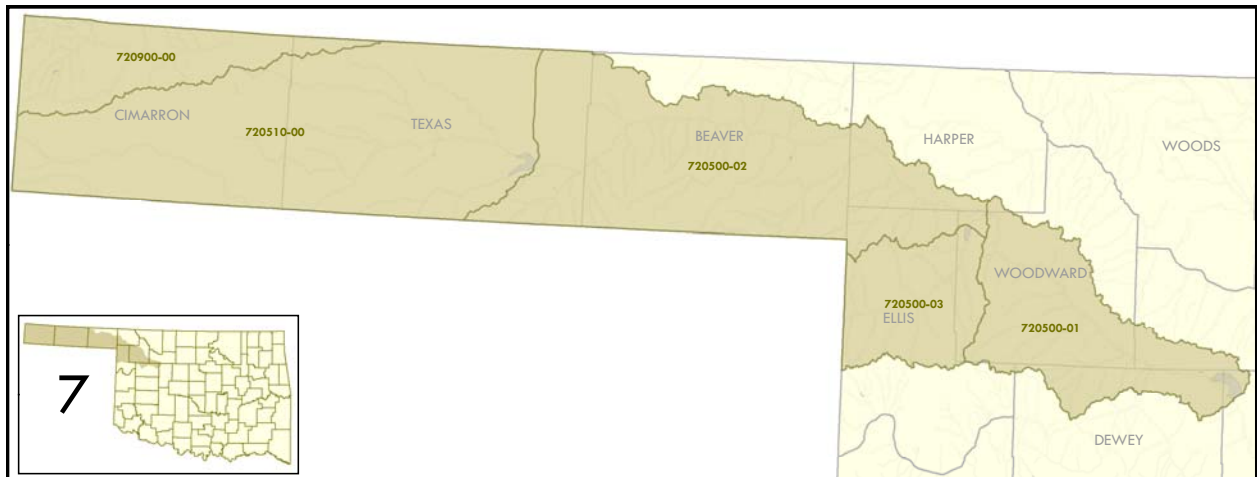 720900-00
CIMARRON
720510-00
TEXAS
BEAVER
720500-02
HARPER
WOODS
WOODWARD
720500-03
ELLIS
720500-01
DEWEY
7